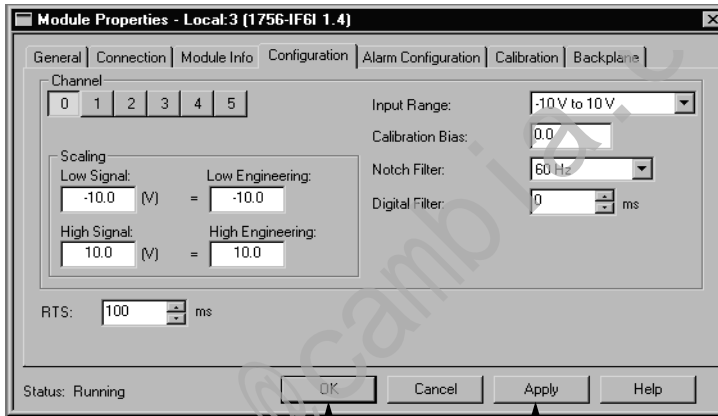 Module Properties - Local:3 (1756-IF6I 1.4)
General Connection Module Info Configuration Alarm Configuration Calibration Backplane
Channel
0 1 2 3 4 5
Input Range: -10 V to 10 V
Calibration Bias: 0.0
Scaling
Notch Filter: 60 Hz
Low Signal: Low Engineering:
-10.0 (V) = -10.0
Digital Filter: 0 ms
High Signal: High Engineering:
10.0 (V) = 10.0
RTS: 100 ms
Status: Running
OK Cancel Apply Help
@cambia.c